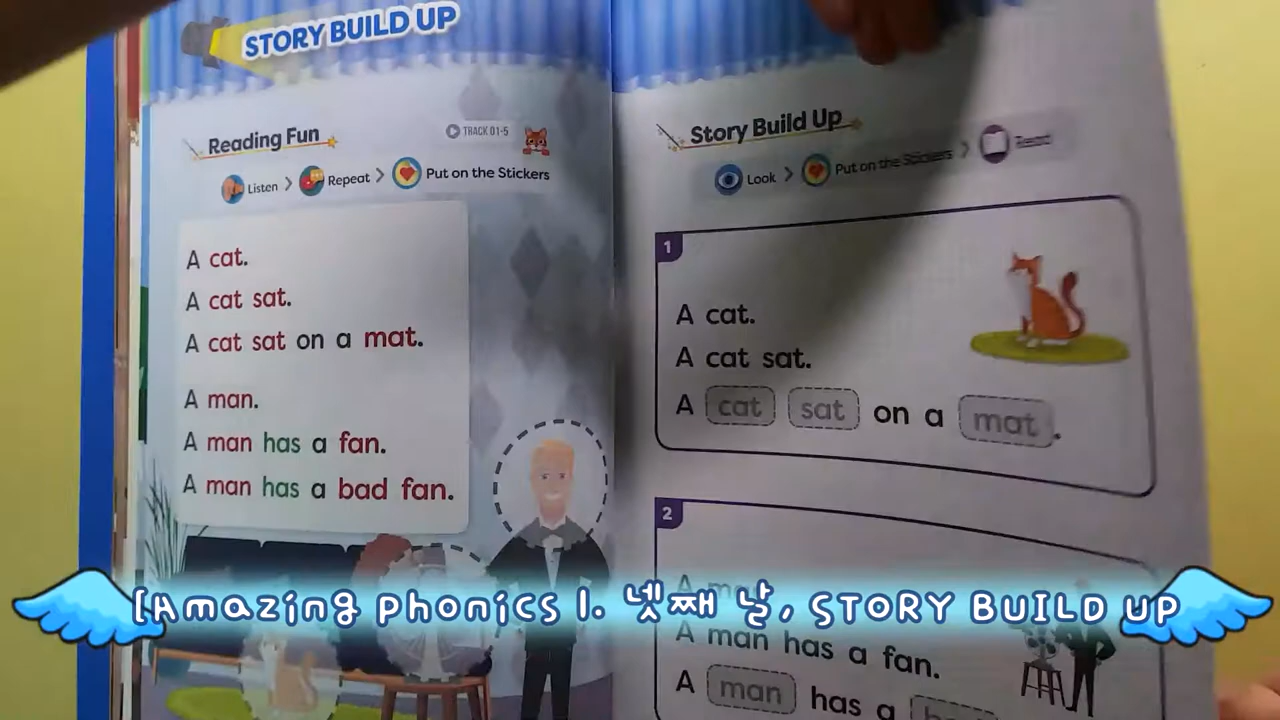 STORY BUILD UP
Reading Fun
TRACK 01-5
Listen > Repeat > Put on the Stickers
A cat.
A cat sat.
A cat sat on a mat.
A man.
A man has a fan.
A man has a bad fan.
Story Build Up
Look > Put on the Stickers > Read
1
A cat.
A cat sat.
A cat sat on a mat.
2
A man has a fan.
A man has a
[Amazing Phonics 1. 넷째 날, STORY BUILD UP